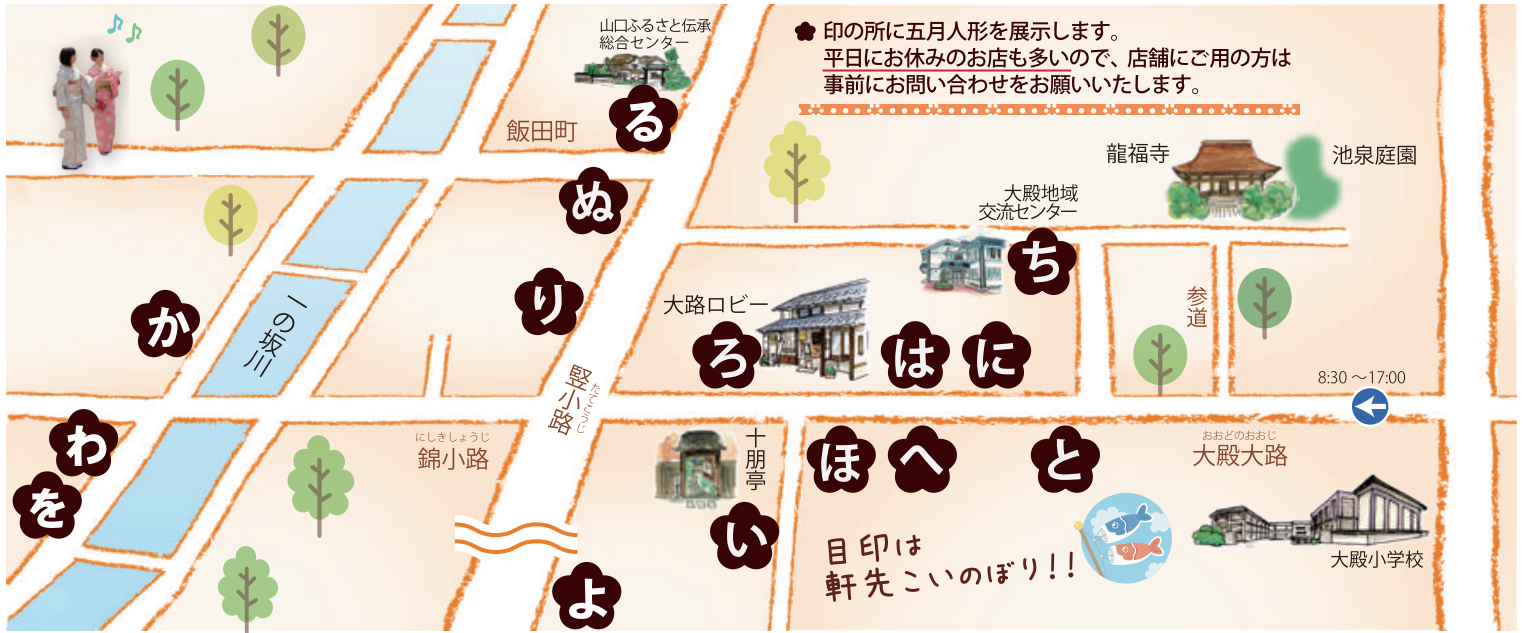 山口ふるさと伝承
総合センター
印の所に五月人形を展示します。
平日にお休みのお店も多いので、店舗にご用の方は
事前にお問い合わせをお願いいたします。
る
飯田町
ぬ
龍福寺
池泉庭園
大殿地域
交流センター
ち
り
か
一の坂川
大路ロビー
ろ
は
に
参道
8:30 ～17:00
竪小路
たてこうじ
わ
を
にしきしょうじ
錦小路
十朋亭
い
ほ
へ
と
おおどのおおじ
大殿大路
大殿小学校
目印は
軒先こいのぼり!!
よ